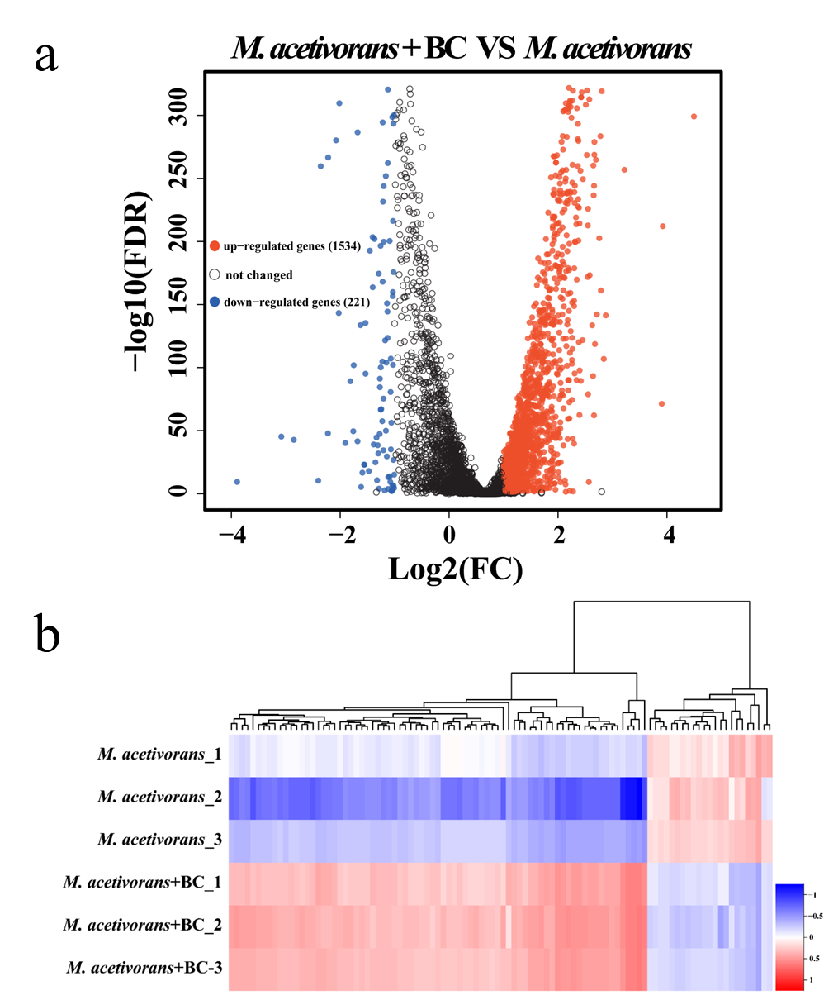 a
M. acetivorans + BC VS M. acetivorans
−log10(FDR)
300
250
200
150
100
50
0
up−regulated genes (1534)
not changed
down−regulated genes (221)
−4 −2 0 2 4
Log2(FC)
b
M. acetivorans_1
M. acetivorans_2
M. acetivorans_3
M. acetivorans+BC_1
M. acetivorans+BC_2
M. acetivorans+BC-3
−1
−0.5
0
0.5
1